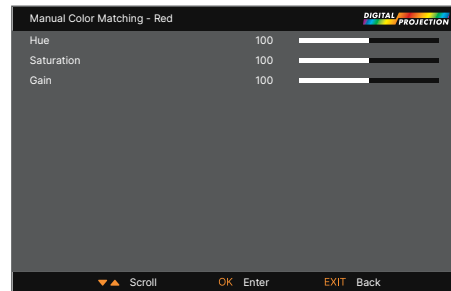 Manual Color Matching - Red
DIGITAL PROJECTION
Hue 100
Saturation 100
Gain 100
▼▲ Scroll OK Enter EXIT Back